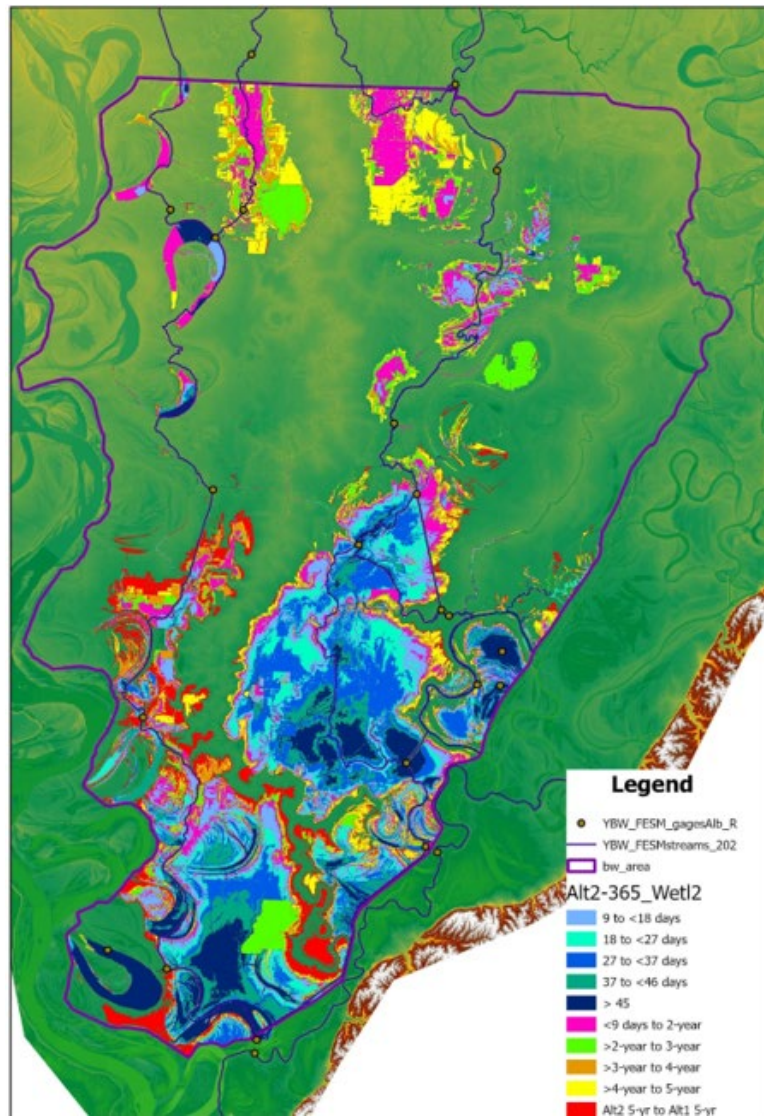 Legend
YBW_FESM_gagesAlb_R
YBW_FESMstreams_202
bw_area
Alt2-365_Wetl2
9 to <18 days
18 to <27 days
27 to <37 days
37 to <46 days
> 45
<9 days to 2-year
>2-year to 3-year
>3-year to 4-year
>4-year to 5-year
Alt2 5-yr to Alt1 5-yr